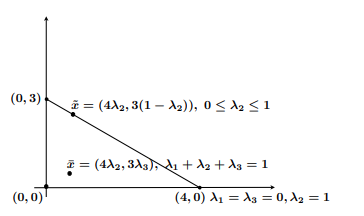 (0, 3)
x̃ = (4λ₂, 3(1 − λ₂)), 0 ≤ λ₂ ≤ 1
x̄ = (4λ₂, 3λ₃), λ₁ + λ₂ + λ₃ = 1
(0, 0)
(4, 0) λ₁ = λ₃ = 0, λ₂ = 1